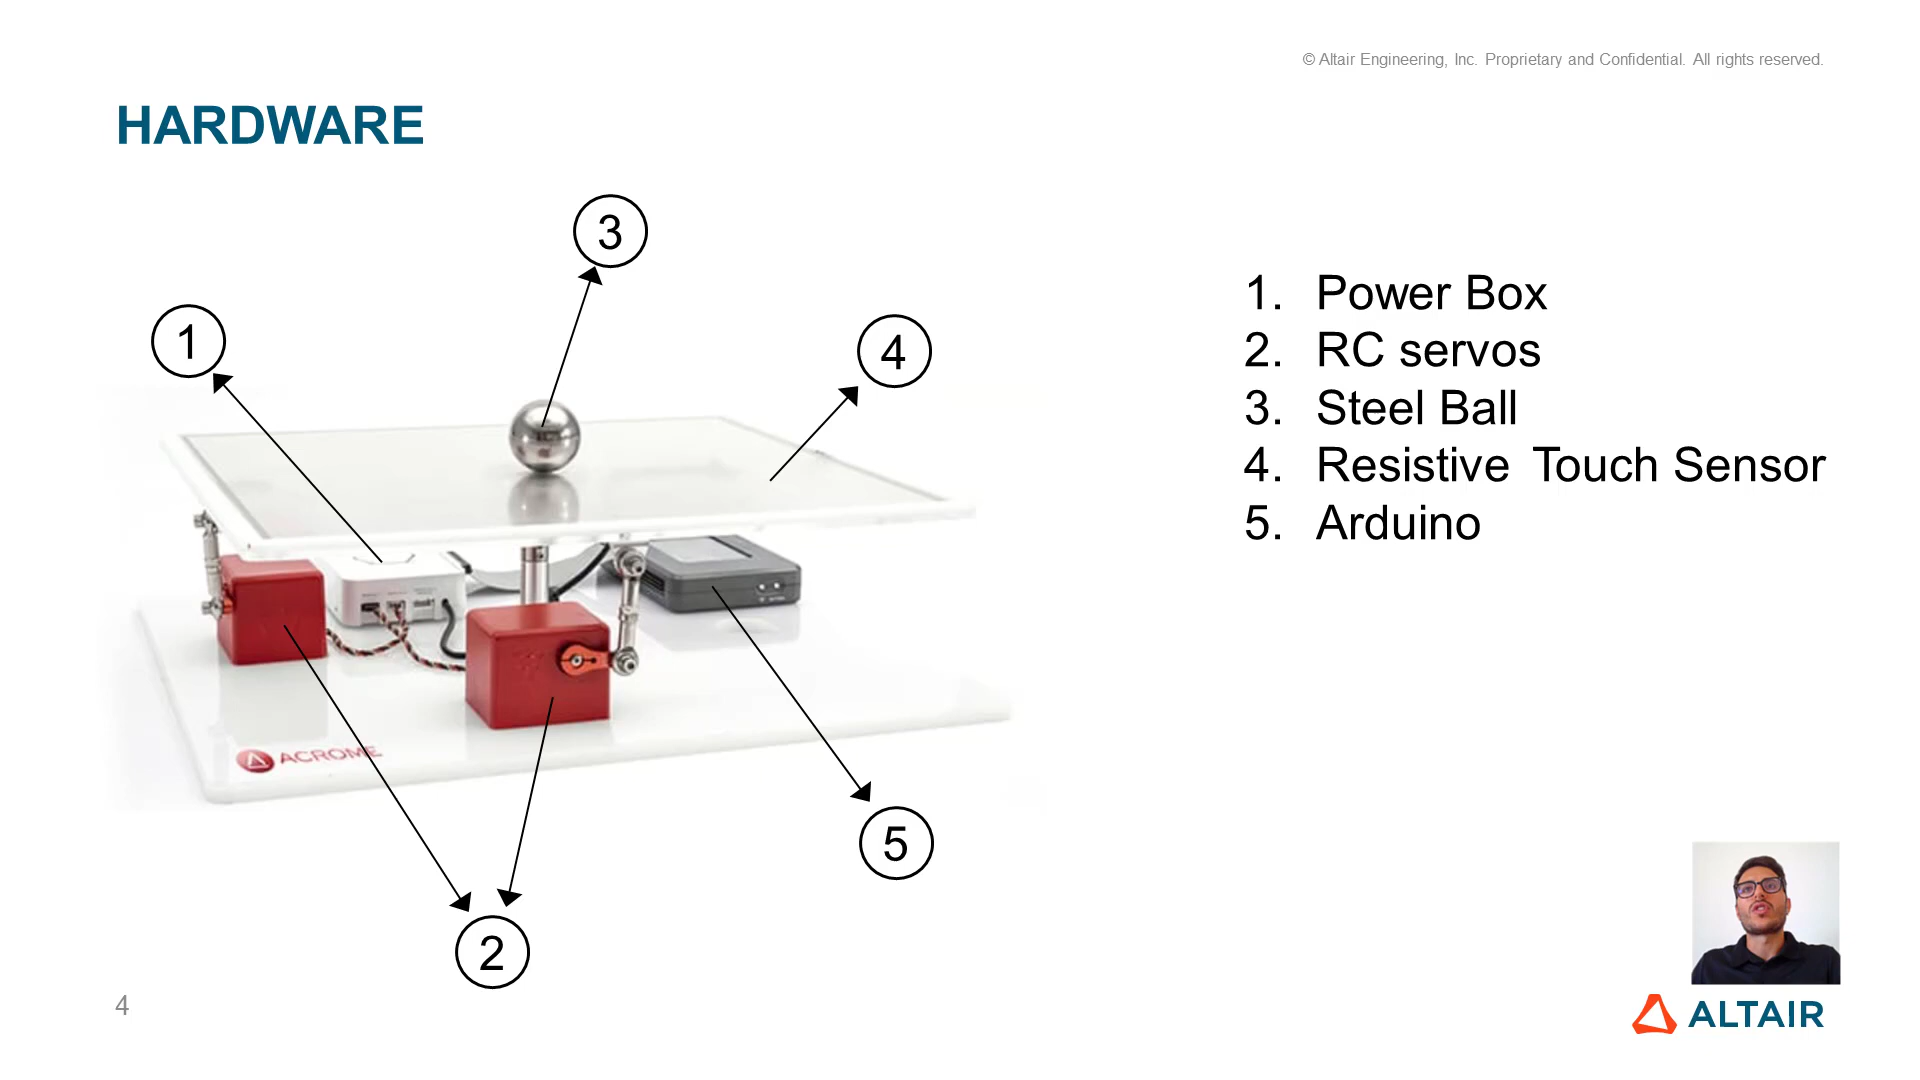 © Altair Engineering, Inc. Proprietary and Confidential. All rights reserved.
HARDWARE
3
1
4
1. Power Box
2. RC servos
3. Steel Ball
4. Resistive Touch Sensor
5. Arduino
ACROME
5
2
4
ALTAIR